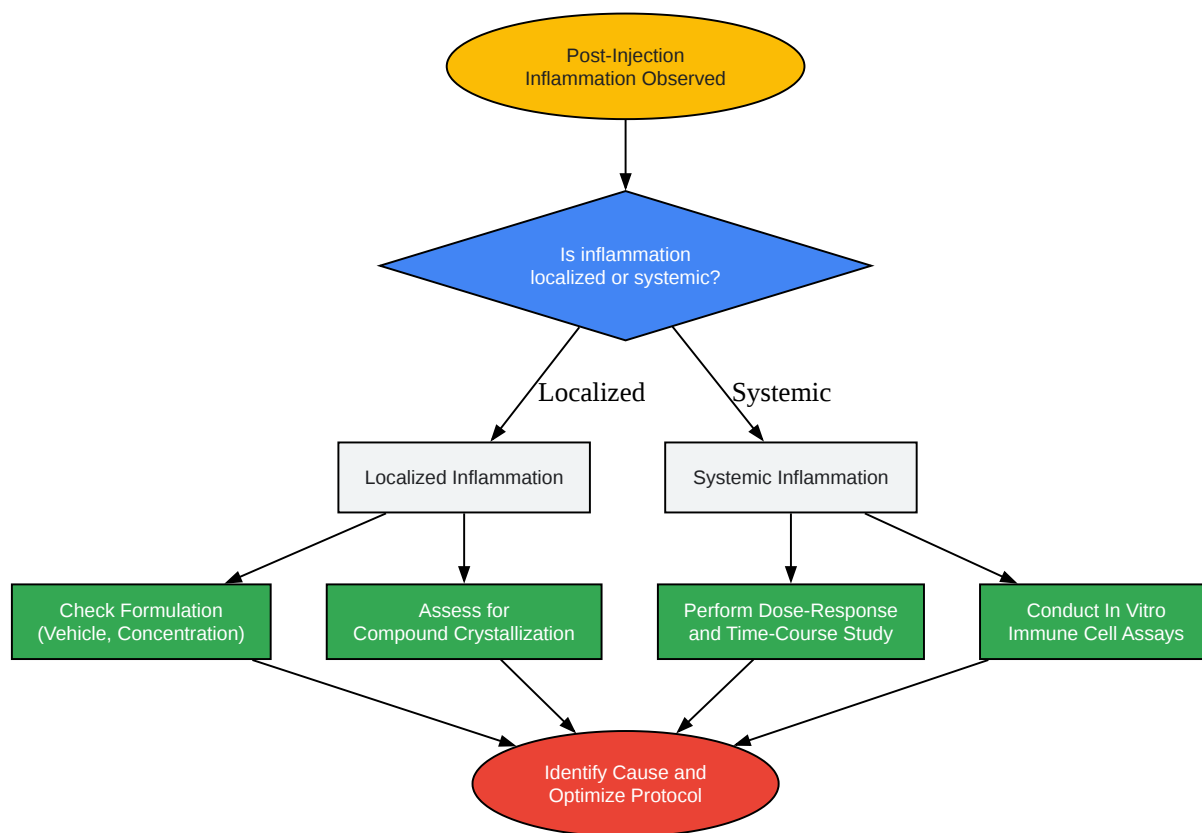 Post-Injection
Inflammation Observed
Is inflammation
localized or systemic?
Localized
Systemic
Localized Inflammation
Systemic Inflammation
Check Formulation
(Vehicle, Concentration)
Assess for
Compound Crystallization
Perform Dose-Response
and Time-Course Study
Conduct In Vitro
Immune Cell Assays
Identify Cause and
Optimize Protocol